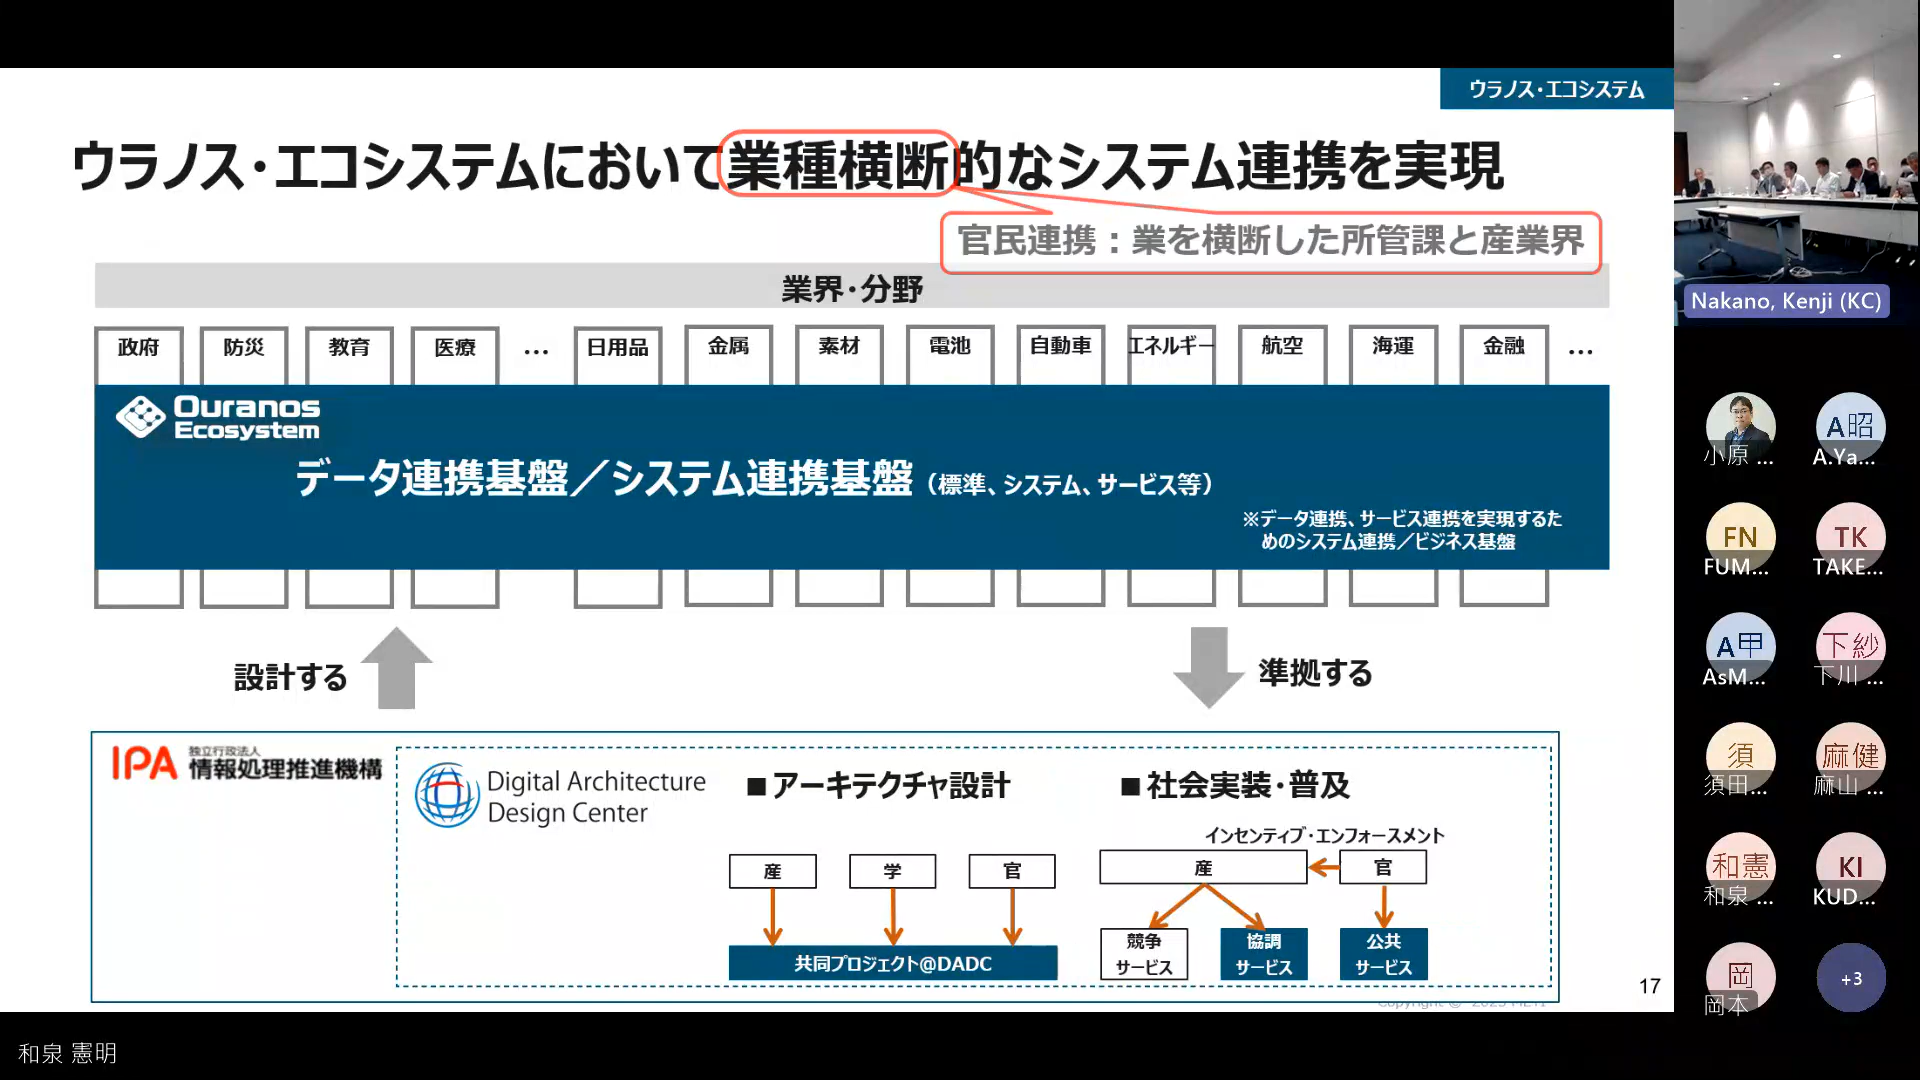 ウラノス・エコシステム
ウラノス・エコシステムにおいて業種横断的なシステム連携を実現
官民連携：業を横断した所管課と産業界
業界・分野
政府 防災 教育 医療 … 日用品 金属 素材 電池 自動車 エネルギー 航空 海運 金融 …
Ouranos
Ecosystem
データ連携基盤／システム連携基盤（標準、システム、サービス等）
※データ連携、サービス連携を実現するた
めのシステム連携／ビジネス基盤
設計する
準拠する
IPA 独立行政法人
情報処理推進機構
Digital Architecture
Design Center
■アーキテクチャ設計
産 学 官
共同プロジェクト@DADC
■社会実装・普及
インセンティブ・エンフォースメント
産 官
競争
サービス
協調
サービス
公共
サービス
17
和泉 憲明
Nakano, Kenji (KC)
小原 ...
A昭
A.Ya...
FN
FUM...
TK
TAKE...
A甲
AsM...
下紗
下川 ...
須
須田...
麻健
麻山 ...
和憲
和泉 ...
KI
KUD...
岡
岡本
+3